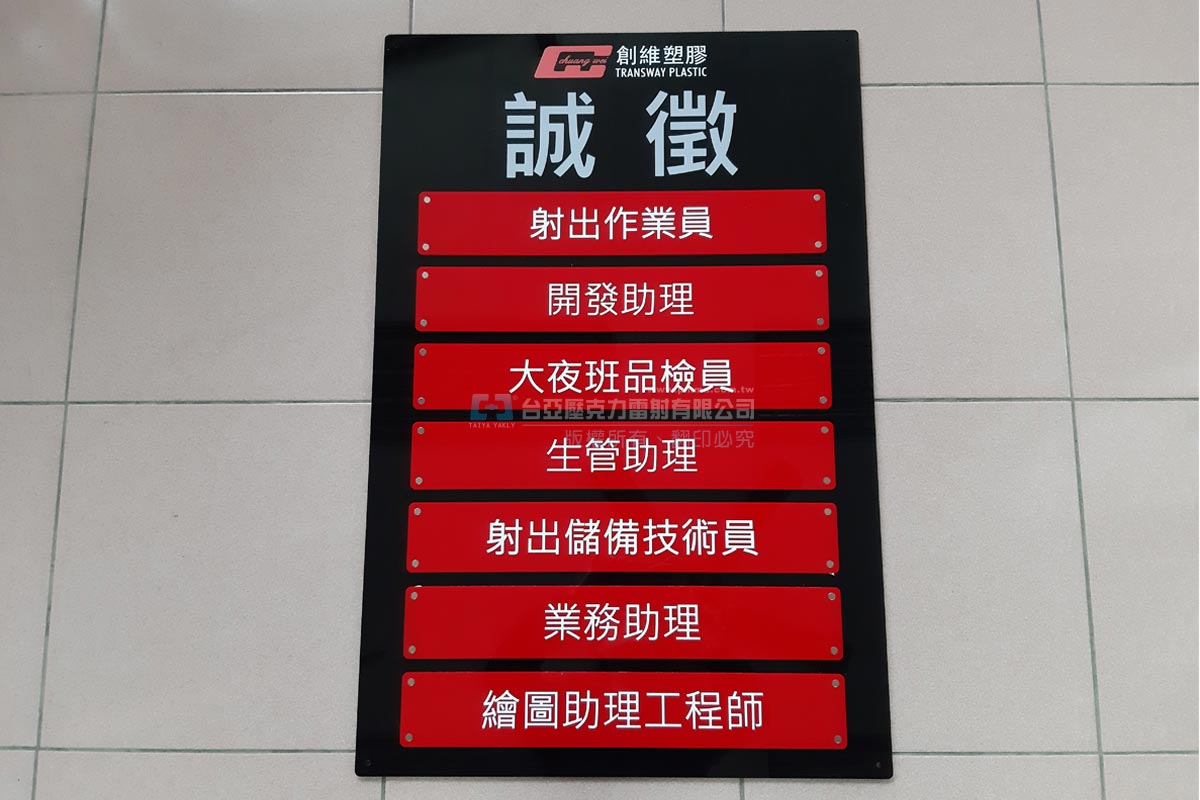 chuang wei
創維塑膠
TRANSWAY PLASTIC
誠徵
射出作業員
開發助理
大夜班品檢員
台亞壓克力雷射有限公司
TAIYA YAKLY
版權所有、翻印必究
生管助理
射出儲備技術員
業務助理
繪圖助理工程師